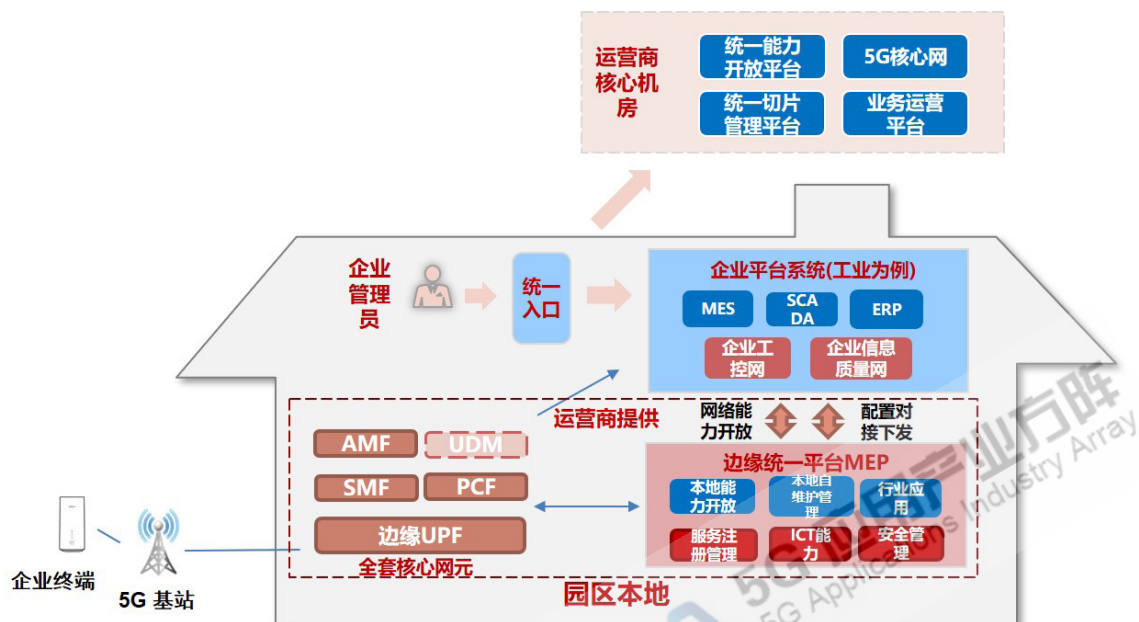 运营商
核心机
房
统一能力
开放平台
5G核心网
统一切片
管理平台
业务运营
平台
企业
管理
员
统一
入口
企业平台系统(工业为例)
MES
SCA
DA
ERP
企业工
控网
企业信息
质量网
运营商提供
网络能
力开放
配置对
接下发
AMF
UDM
SMF
PCF
边缘UPF
全套核心网元
边缘统一平台MEP
本地能
力开放
本地自
维护管
理
行业应
用
服务注
册管理
ICT能
力
安全管
理
企业终端
5G 基站
园区本地
5G 应用产业方阵
5G Applications Industry Array